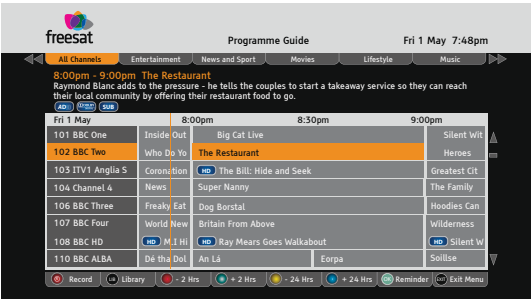 freesat
Programme Guide
Fri 1 May 7:48pm
All Channels Entertainment News and Sport Movies Lifestyle Music
8:00pm - 9:00pm The Restaurant
Raymond Blanc adds to the pressure - he tells the couples to start a takeaway service so they can reach
their local community by offering their restaurant food to go.
AD SUB
Fri 1 May 8:00pm 8:30pm 9:00pm
101 BBC One Inside Out Big Cat Live Silent Wit
102 BBC Two Who Do Yo The Restaurant Heroes
103 ITV1 Anglia S Coronation HD The Bill: Hide and Seek Greatest Cit
104 Channel 4 News Super Nanny The Family
106 BBC Three Freaky Eat Dog Borstal Hoodies Can
107 BBC Four World New Britain From Above Wilderness
108 BBC HD HD M.I Hi HD Ray Mears Goes Walkabout HD Silent W
110 BBC ALBA Dè tha Dol An Lá Eorpa Soillse
Record LIB Library - 2 Hrs + 2 Hrs - 24 Hrs + 24 Hrs OK Reminder EXIT Exit Menu